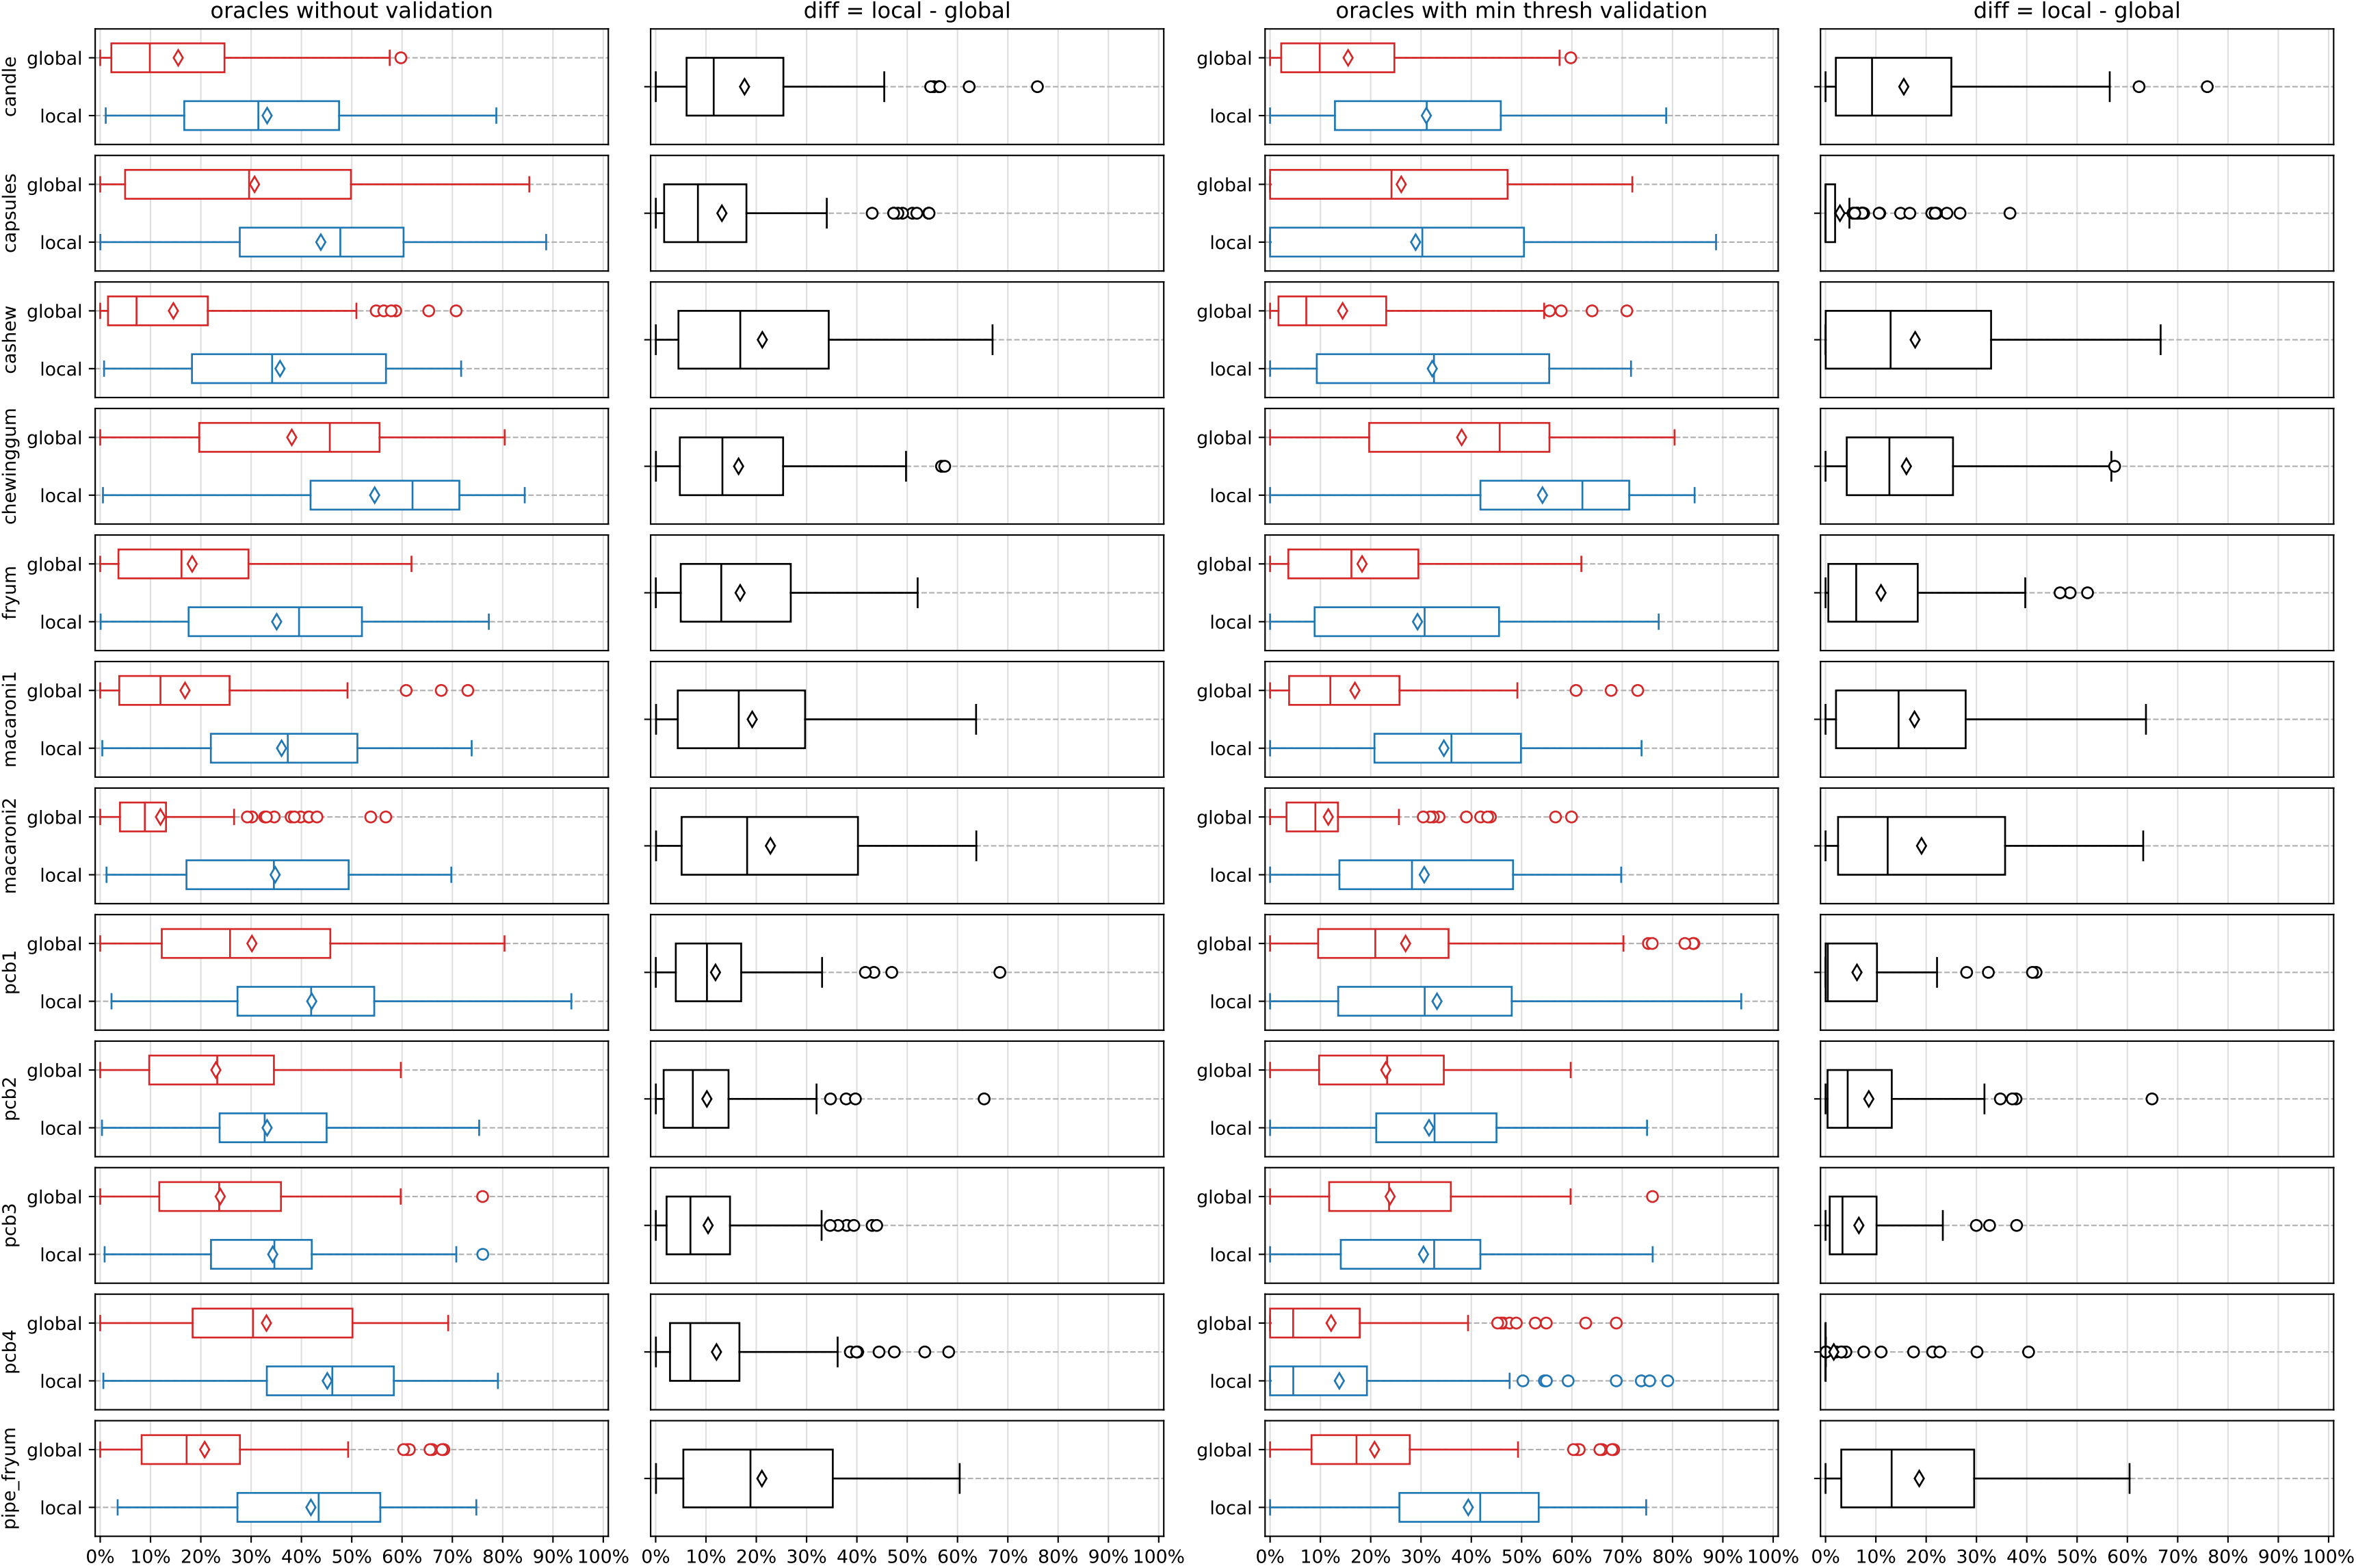 oracles without validation
diff = local - global
oracles with min thresh validation
diff = local - global
candle
global
local
global
local
capsules
global
local
global
local
cashew
global
local
global
local
chewinggum
global
local
global
local
fryum
global
local
global
local
macaroni1
global
local
global
local
macaroni2
global
local
global
local
pcb1
global
local
global
local
pcb2
global
local
global
local
pcb3
global
local
global
local
pcb4
global
local
global
local
pipe_fryum
global
local
global
local
0% 10% 20% 30% 40% 50% 60% 70% 80% 90% 100%
0% 10% 20% 30% 40% 50% 60% 70% 80% 90% 100%
0% 10% 20% 30% 40% 50% 60% 70% 80% 90% 100%
0% 10% 20% 30% 40% 50% 60% 70% 80% 90% 100%